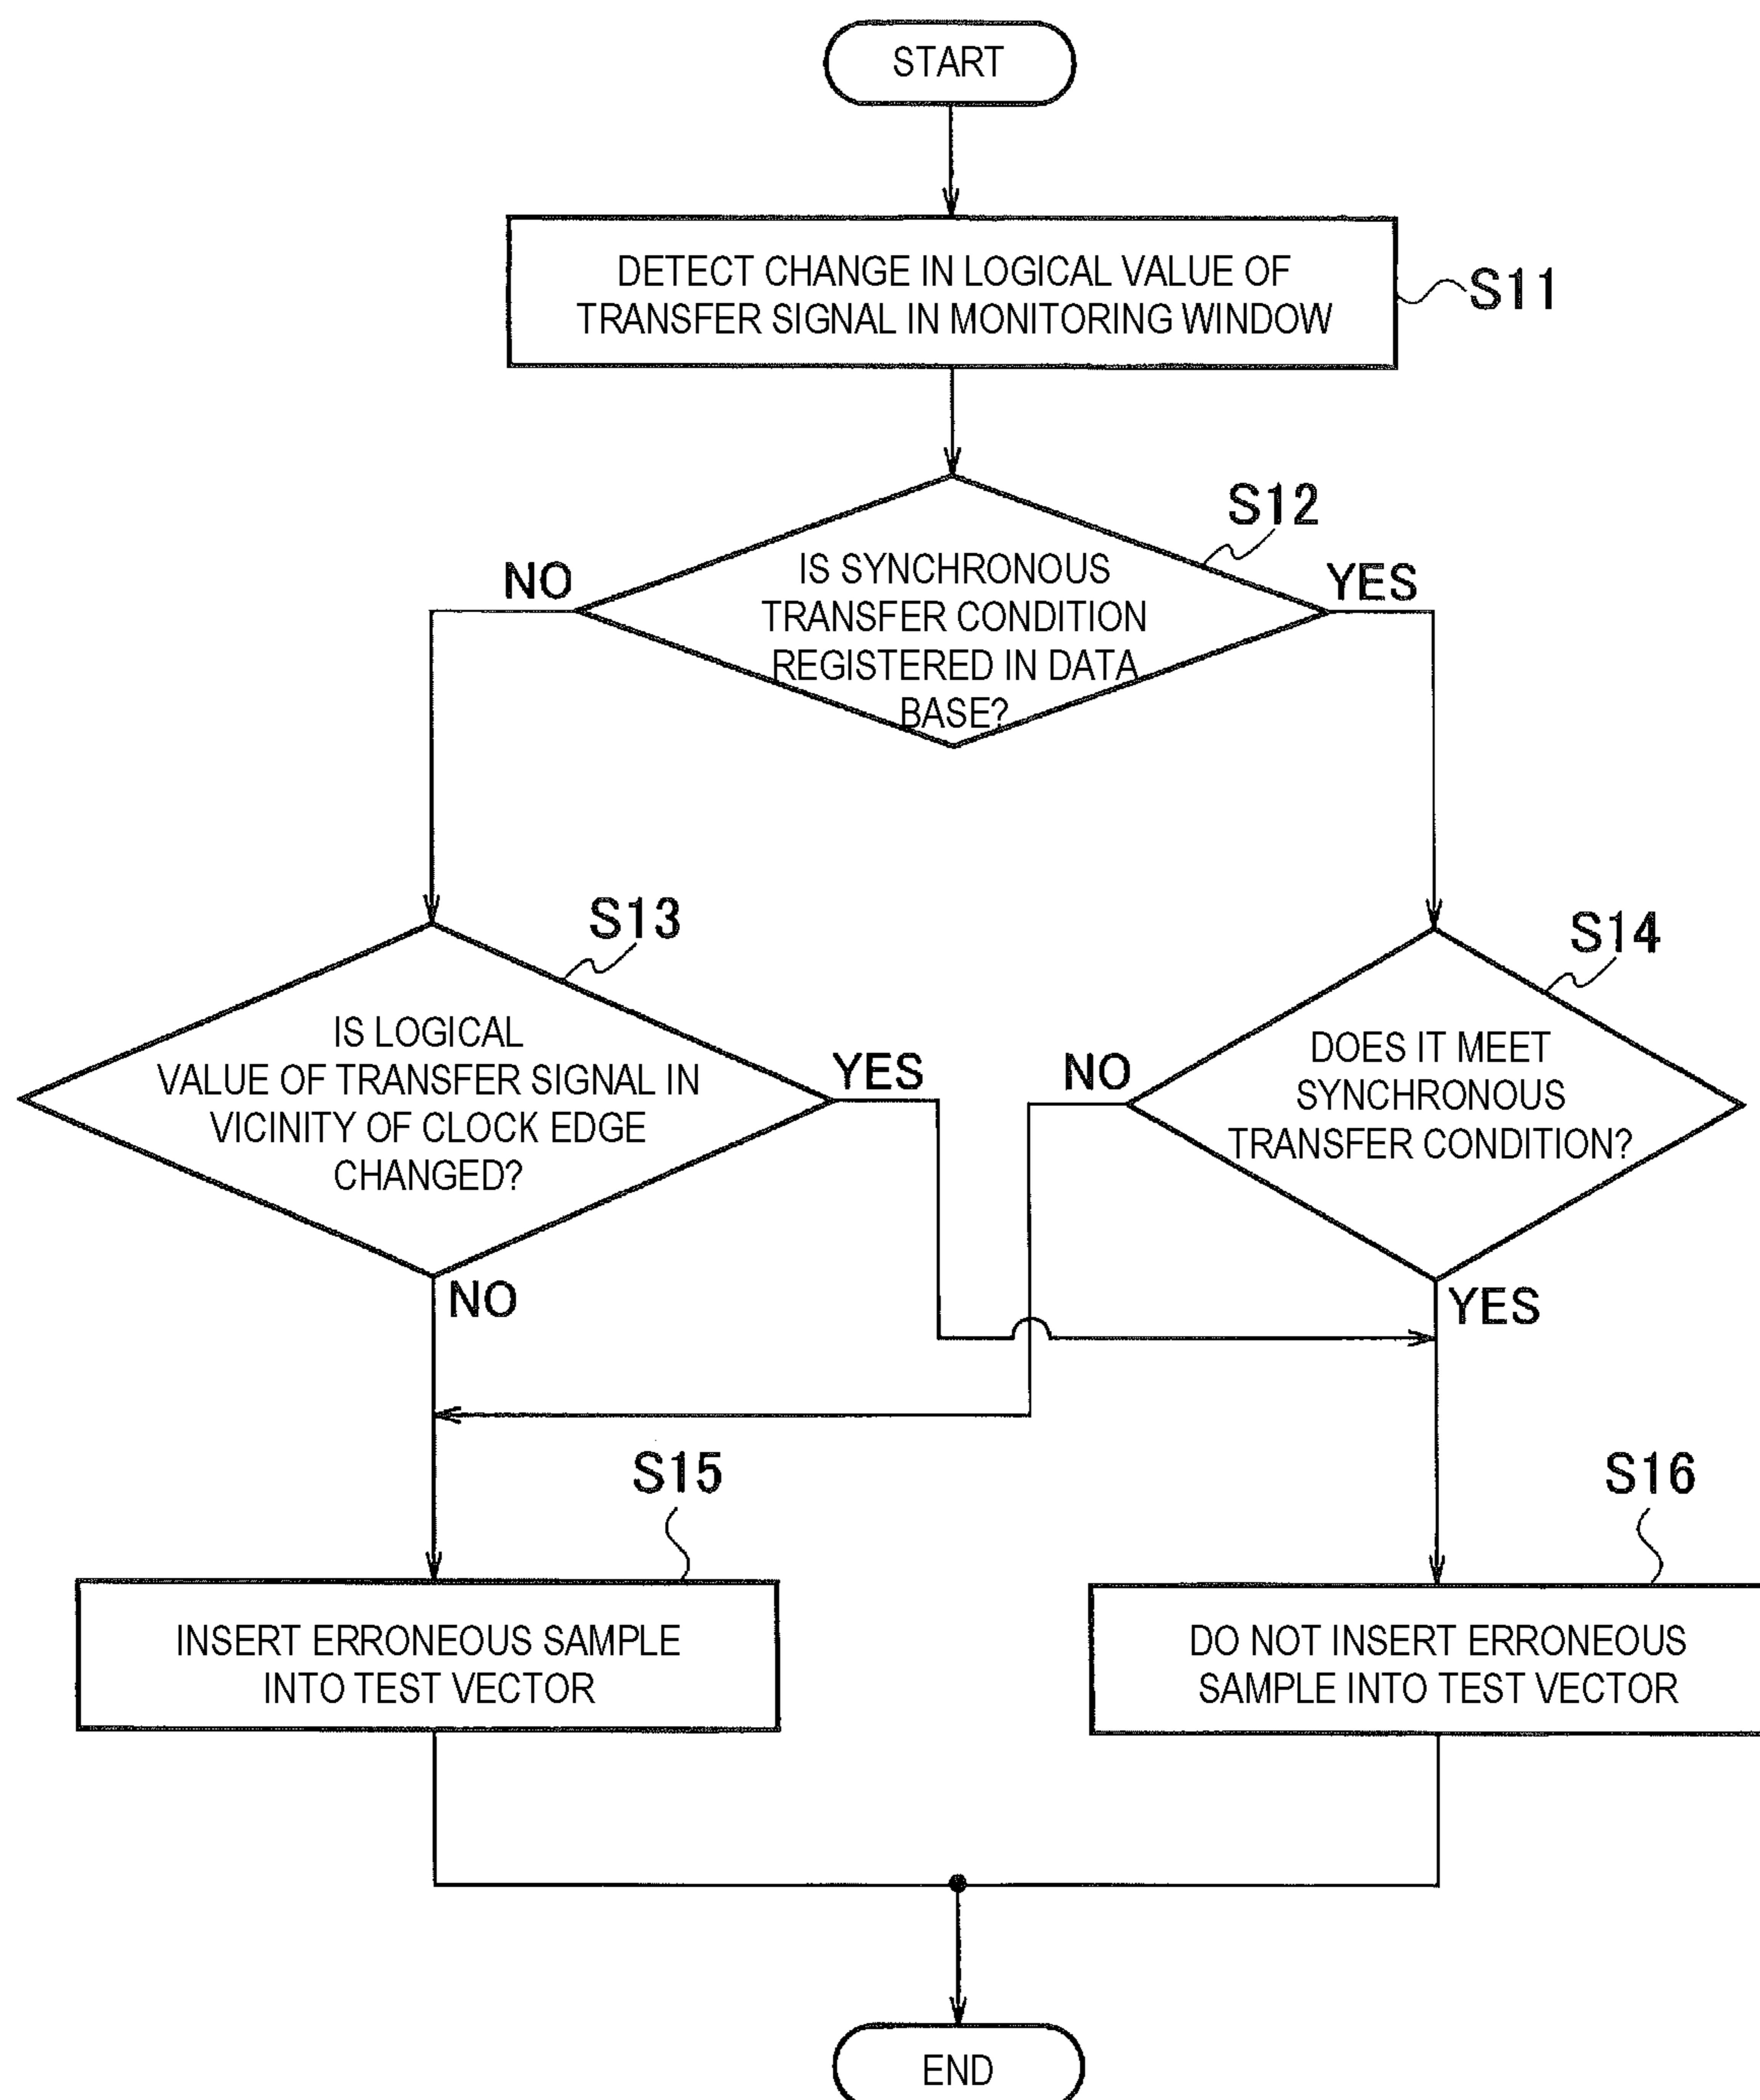 START
DETECT CHANGE IN LOGICAL VALUE OF
TRANSFER SIGNAL IN MONITORING WINDOW
S11
S12
IS SYNCHRONOUS
TRANSFER CONDITION
REGISTERED IN DATA
BASE?
NO
YES
S13
IS LOGICAL
VALUE OF TRANSFER SIGNAL IN
VICINITY OF CLOCK EDGE
CHANGED?
YES
NO
S14
DOES IT MEET
SYNCHRONOUS
TRANSFER CONDITION?
NO
YES
S15
INSERT ERRONEOUS SAMPLE
INTO TEST VECTOR
S16
DO NOT INSERT ERRONEOUS
SAMPLE INTO TEST VECTOR
END